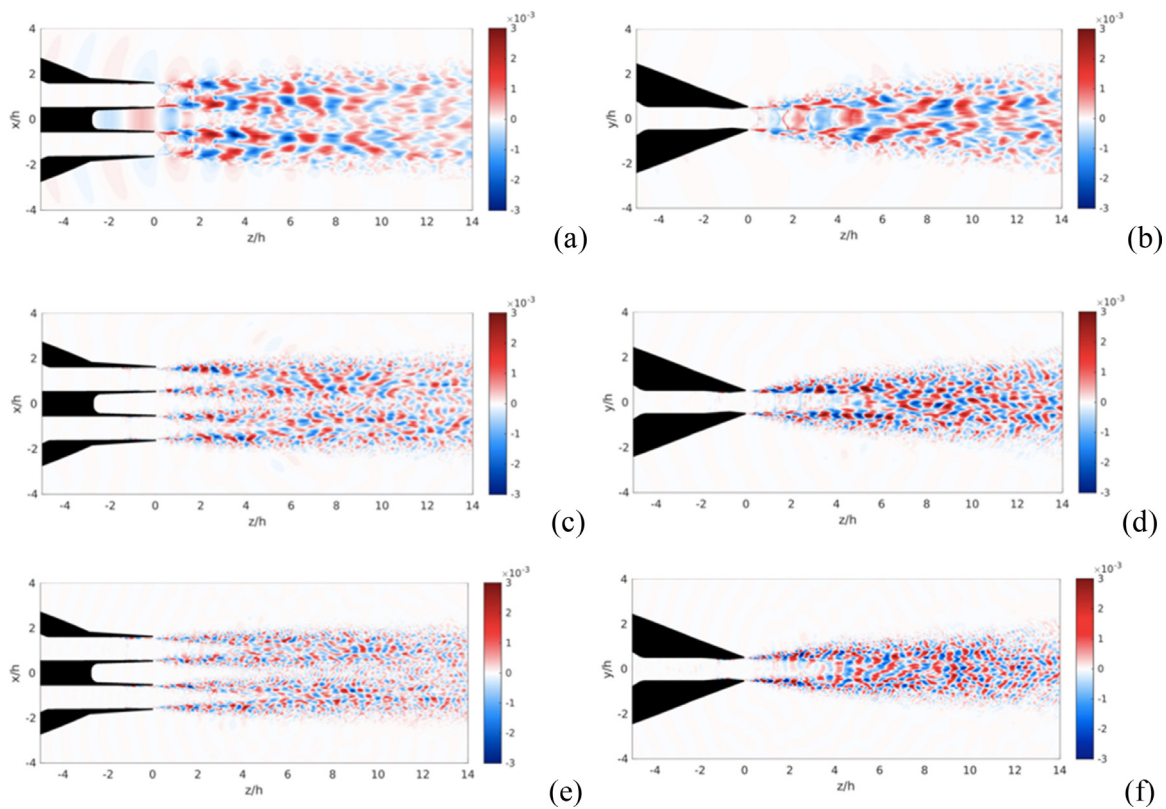 ×10⁻³ ×10⁻³
4 3 4 3
2 2 2 2
1 1
x/h 0 0 y/h 0 0
-1 -1
-2 -2 -2 -2
-4 -3 -4 -3
-4 -2 0 2 4 6 8 10 12 14 -4 -2 0 2 4 6 8 10 12 14
z/h (a) z/h (b)
×10⁻³ ×10⁻³
4 3 4 3
2 2 2 2
1 1
x/h 0 0 y/h 0 0
-1 -1
-2 -2 -2 -2
-4 -3 -4 -3
-4 -2 0 2 4 6 8 10 12 14 -4 -2 0 2 4 6 8 10 12 14
z/h (c) z/h (d)
×10⁻³ ×10⁻³
4 3 4 3
2 2 2 2
1 1
x/h 0 0 y/h 0 0
-1 -1
-2 -2 -2 -2
-4 -3 -4 -3
-4 -2 0 2 4 6 8 10 12 14 -4 -2 0 2 4 6 8 10 12 14
z/h (e) z/h (f)